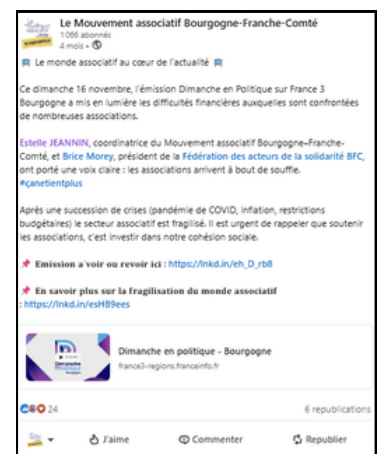 Le Mouvement associatif Bourgogne-Franche-Comté
1 066 abonnés
4 mois •
Le monde associatif au cœur de l'actualité
Ce dimanche 16 novembre, l'émission Dimanche en Politique sur France 3
Bourgogne a mis en lumière les difficultés financières auxquelles sont confrontées
de nombreuses associations.
Estelle JEANNIN, coordinatrice du Mouvement associatif Bourgogne–Franche-
Comté, et Brice Morey, président de la Fédération des acteurs de la solidarité BFC,
ont porté une voix claire : les associations arrivent à bout de souffle.
#çanetientplus
Après une succession de crises (pandémie de COVID, inflation, restrictions
budgétaires) le secteur associatif est fragilisé. Il est urgent de rappeler que soutenir
les associations, c'est investir dans notre cohésion sociale.
📌 Emission a voir ou revoir ici : https://lnkd.in/eh_D_rb8
📌 En savoir plus sur la fragilisation du monde associatif
: https://lnkd.in/esHB9ees
Dimanche en politique - Bourgogne
france3-regions.franceinfo.fr
24
6 republications
J'aime
Commenter
Republier